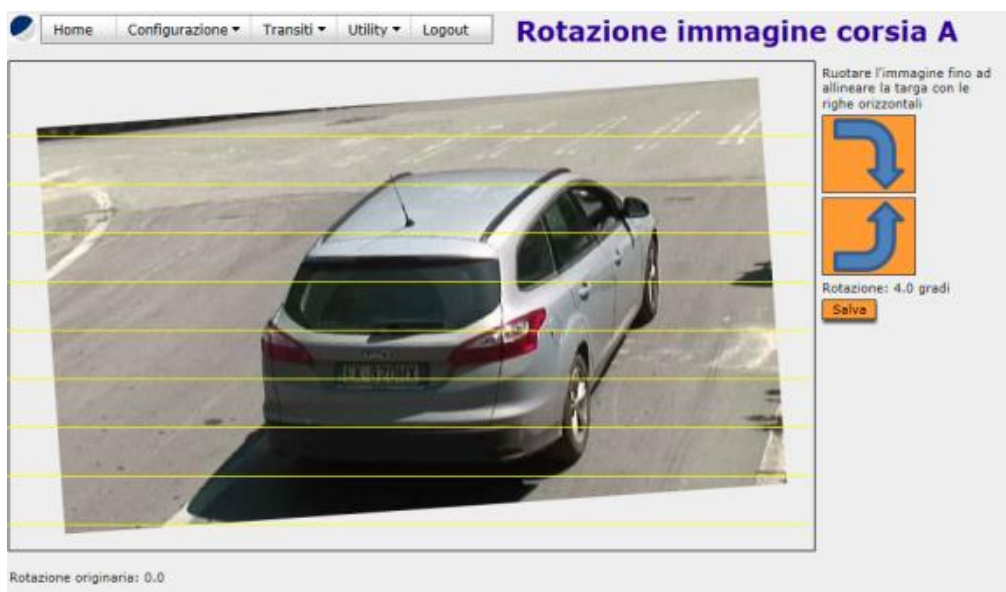 Home Configurazione Transiti Utility Logout
Rotazione immagine corsia A
Ruotare l'immagine fino ad
allineare la targa con le
righe orizzontali
Rotazione: 4.0 gradi
Salva
Rotazione originaria: 0.0